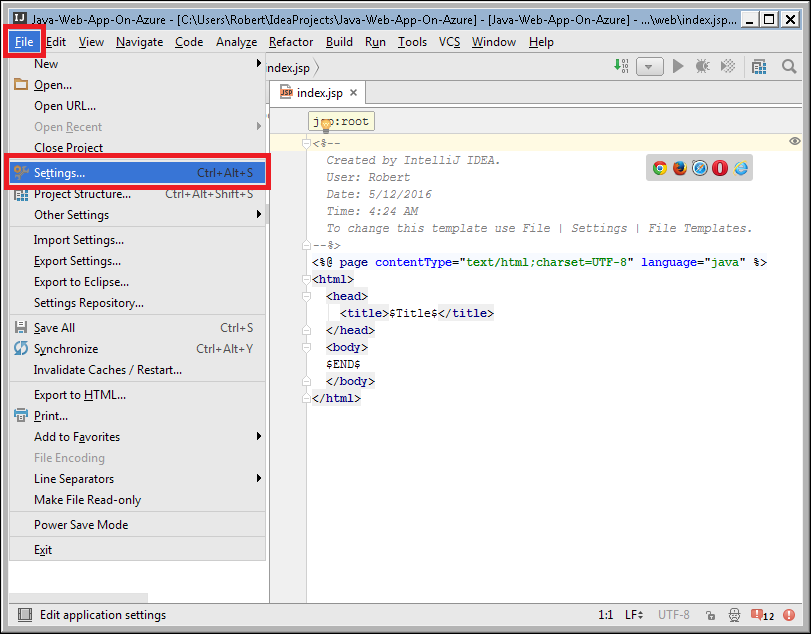 Java-Web-App-On-Azure - [C:\Users\Robert\IdeaProjects\Java-Web-App-On-Azure] - [Java-Web-App-On-Azure] - ...\web\index.jsp...
File Edit View Navigate Code Analyze Refactor Build Run Tools VCS Window Help
New
Open...
Open URL...
Open Recent
Close Project
Settings... Ctrl+Alt+S
Project Structure... Ctrl+Alt+Shift+S
Other Settings
Import Settings...
Export Settings...
Export to Eclipse...
Settings Repository...
Save All Ctrl+S
Synchronize Ctrl+Alt+Y
Invalidate Caches / Restart...
Export to HTML...
Print...
Add to Favorites
File Encoding
Line Separators
Make File Read-only
Power Save Mode
Exit
index.jsp
JSP index.jsp
jsp:root
<%--
Created by IntelliJ IDEA.
User: Robert
Date: 5/12/2016
Time: 4:24 AM
To change this template use File | Settings | File Templates.
--%>
<%@ page contentType="text/html;charset=UTF-8" language="java" %>
<html>
<head>
<title>$Title$</title>
</head>
<body>
$END$
</body>
</html>
Edit application settings 1:1 LF UTF-8 12